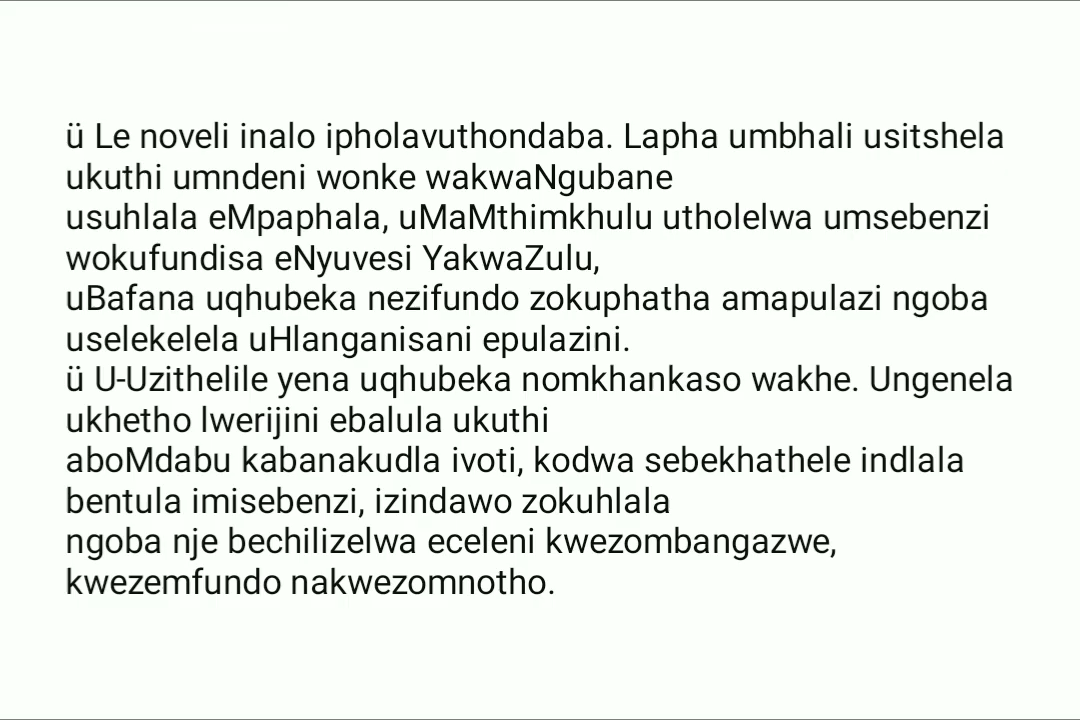 ü Le noveli inalo ipholavuthondaba. Lapha umbhali usitshela
ukuthi umndeni wonke wakwaNgubane
usuhlala eMpaphala, uMaMthimkhulu utholelwa umsebenzi
wokufundisa eNyuvesi YakwaZulu,
uBafana uqhubeka nezifundo zokuphatha amapulazi ngoba
uselekelela uHlanganisani epulazini.
ü U-Uzithelile yena uqhubeka nomkhankaso wakhe. Ungenela
ukhetho lwerijini ebalula ukuthi
aboMdabu kabanakudla ivoti, kodwa sebekhathele indlala
bentula imisebenzi, izindawo zokuhlala
ngoba nje bechilizelwa eceleni kwezombangazwe,
kwezemfundo nakwezomnotho.